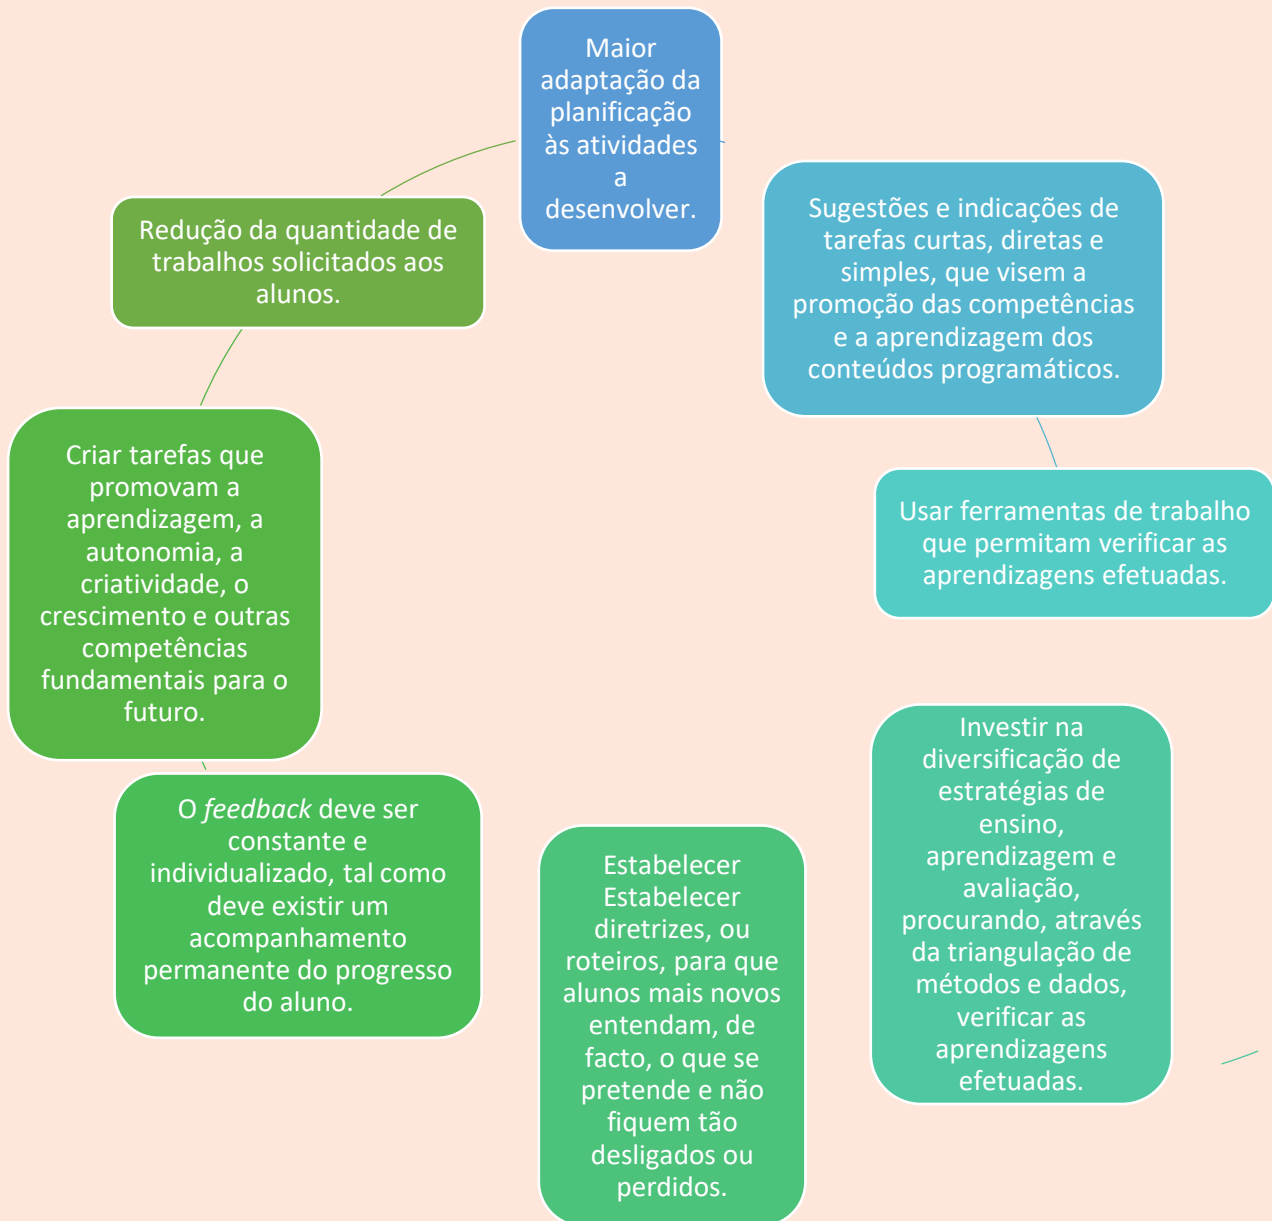 Maior
adaptação da
planificação
às atividades
a
desenvolver.
Sugestões e indicações de
tarefas curtas, diretas e
simples, que visem a
promoção das competências
e a aprendizagem dos
conteúdos programáticos.
Usar ferramentas de trabalho
que permitam verificar as
aprendizagens efetuadas.
Investir na
diversificação de
estratégias de
ensino,
aprendizagem e
avaliação,
procurando, através
da triangulação de
métodos e dados,
verificar as
aprendizagens
efetuadas.
Estabelecer
Estabelecer
diretrizes, ou
roteiros, para que
alunos mais novos
entendam, de
facto, o que se
pretende e não
fiquem tão
desligados ou
perdidos.
O feedback deve ser
constante e
individualizado, tal como
deve existir um
acompanhamento
permanente do progresso
do aluno.
Criar tarefas que
promovam a
aprendizagem, a
autonomia, a
criatividade, o
crescimento e outras
competências
fundamentais para o
futuro.
Redução da quantidade de
trabalhos solicitados aos
alunos.